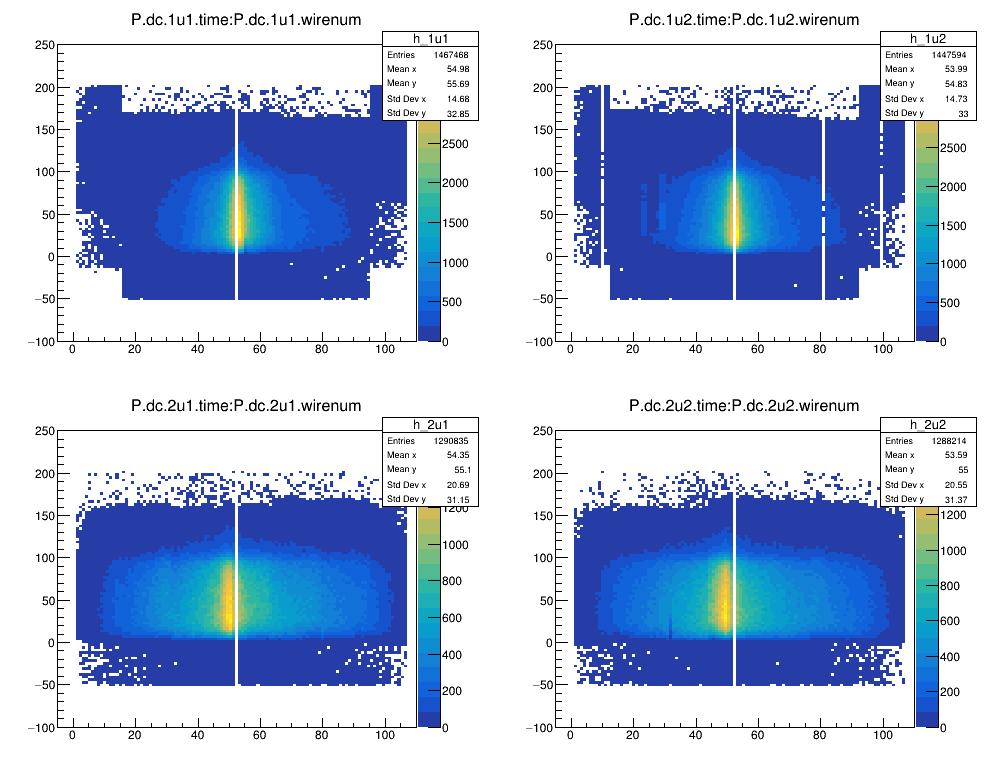 P.dc.1u1.time:P.dc.1u1.wirenum
h_1u1
Entries 1467468
Mean x 54.98
Mean y 55.69
Std Dev x 14.68
Std Dev y 32.85
250
200
150
100
50
0
−50
−100
0 20 40 60 80 100
2500
2000
1500
1000
500
0
P.dc.1u2.time:P.dc.1u2.wirenum
h_1u2
Entries 1447594
Mean x 53.99
Mean y 54.83
Std Dev x 14.73
Std Dev y 33
250
200
150
100
50
0
−50
−100
0 20 40 60 80 100
2500
2000
1500
1000
500
0
P.dc.2u1.time:P.dc.2u1.wirenum
h_2u1
Entries 1290835
Mean x 54.35
Mean y 55.1
Std Dev x 20.69
Std Dev y 31.15
250
200
150
100
50
0
−50
−100
0 20 40 60 80 100
1200
1000
800
600
400
200
0
P.dc.2u2.time:P.dc.2u2.wirenum
h_2u2
Entries 1288214
Mean x 53.59
Mean y 55
Std Dev x 20.55
Std Dev y 31.37
250
200
150
100
50
0
−50
−100
0 20 40 60 80 100
1200
1000
800
600
400
200
0